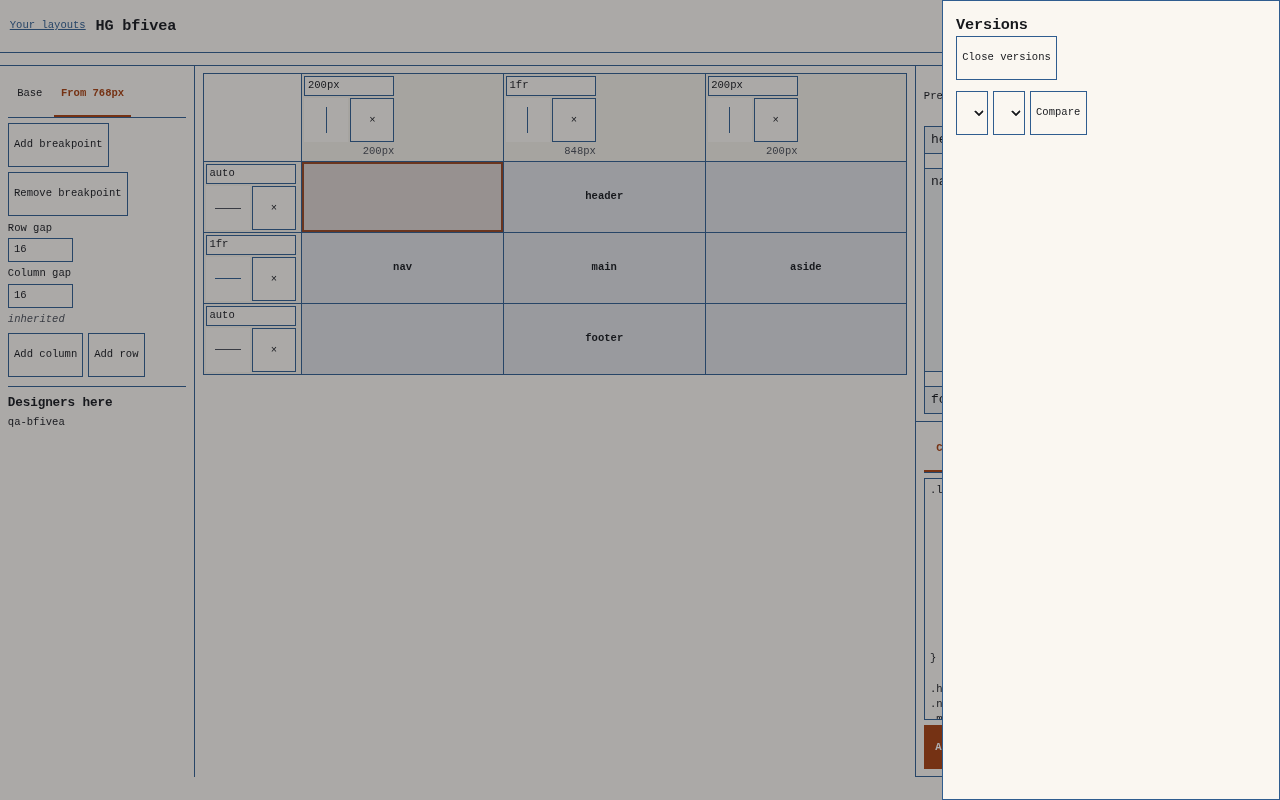 Your layouts HG bfivea
Versions
Close versions
Compare
Base From 768px
Add breakpoint
Remove breakpoint
Row gap
16
Column gap
16
inherited
Add column Add row
Designers here
qa-bfivea
200px 1fr 200px
× × ×
200px 848px 200px
auto
×
header
1fr
×
nav main aside
auto
×
footer
}